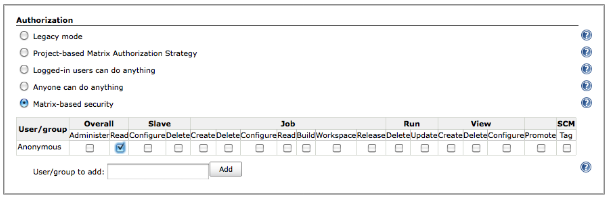 Authorization
Legacy mode
Project-based Matrix Authorization Strategy
Logged-in users can do anything
Anyone can do anything
Matrix-based security
User/group Overall Slave Job Run View SCM
Administer Read Configure Delete Create Delete Configure Read Build Workspace Release Delete Update Create Delete Configure Promote Tag
Anonymous
User/group to add: Add